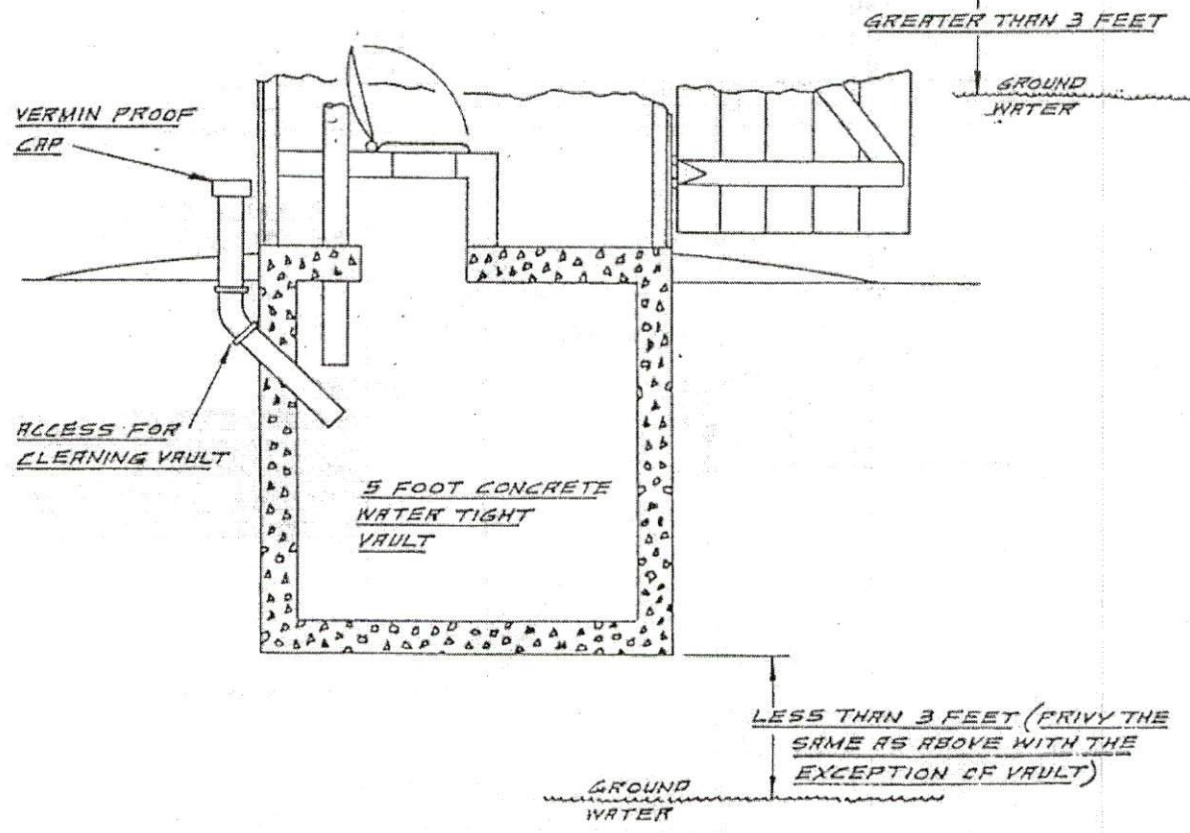 GREATER THAN 3 FEET
GROUND
WATER
VERMIN PROOF
CAP
ACCESS FOR
CLEANING VAULT
5 FOOT CONCRETE
WATER TIGHT
VAULT
LESS THAN 3 FEET (PRIVY THE
SAME AS ABOVE WITH THE
EXCEPTION OF VAULT)
GROUND
WATER